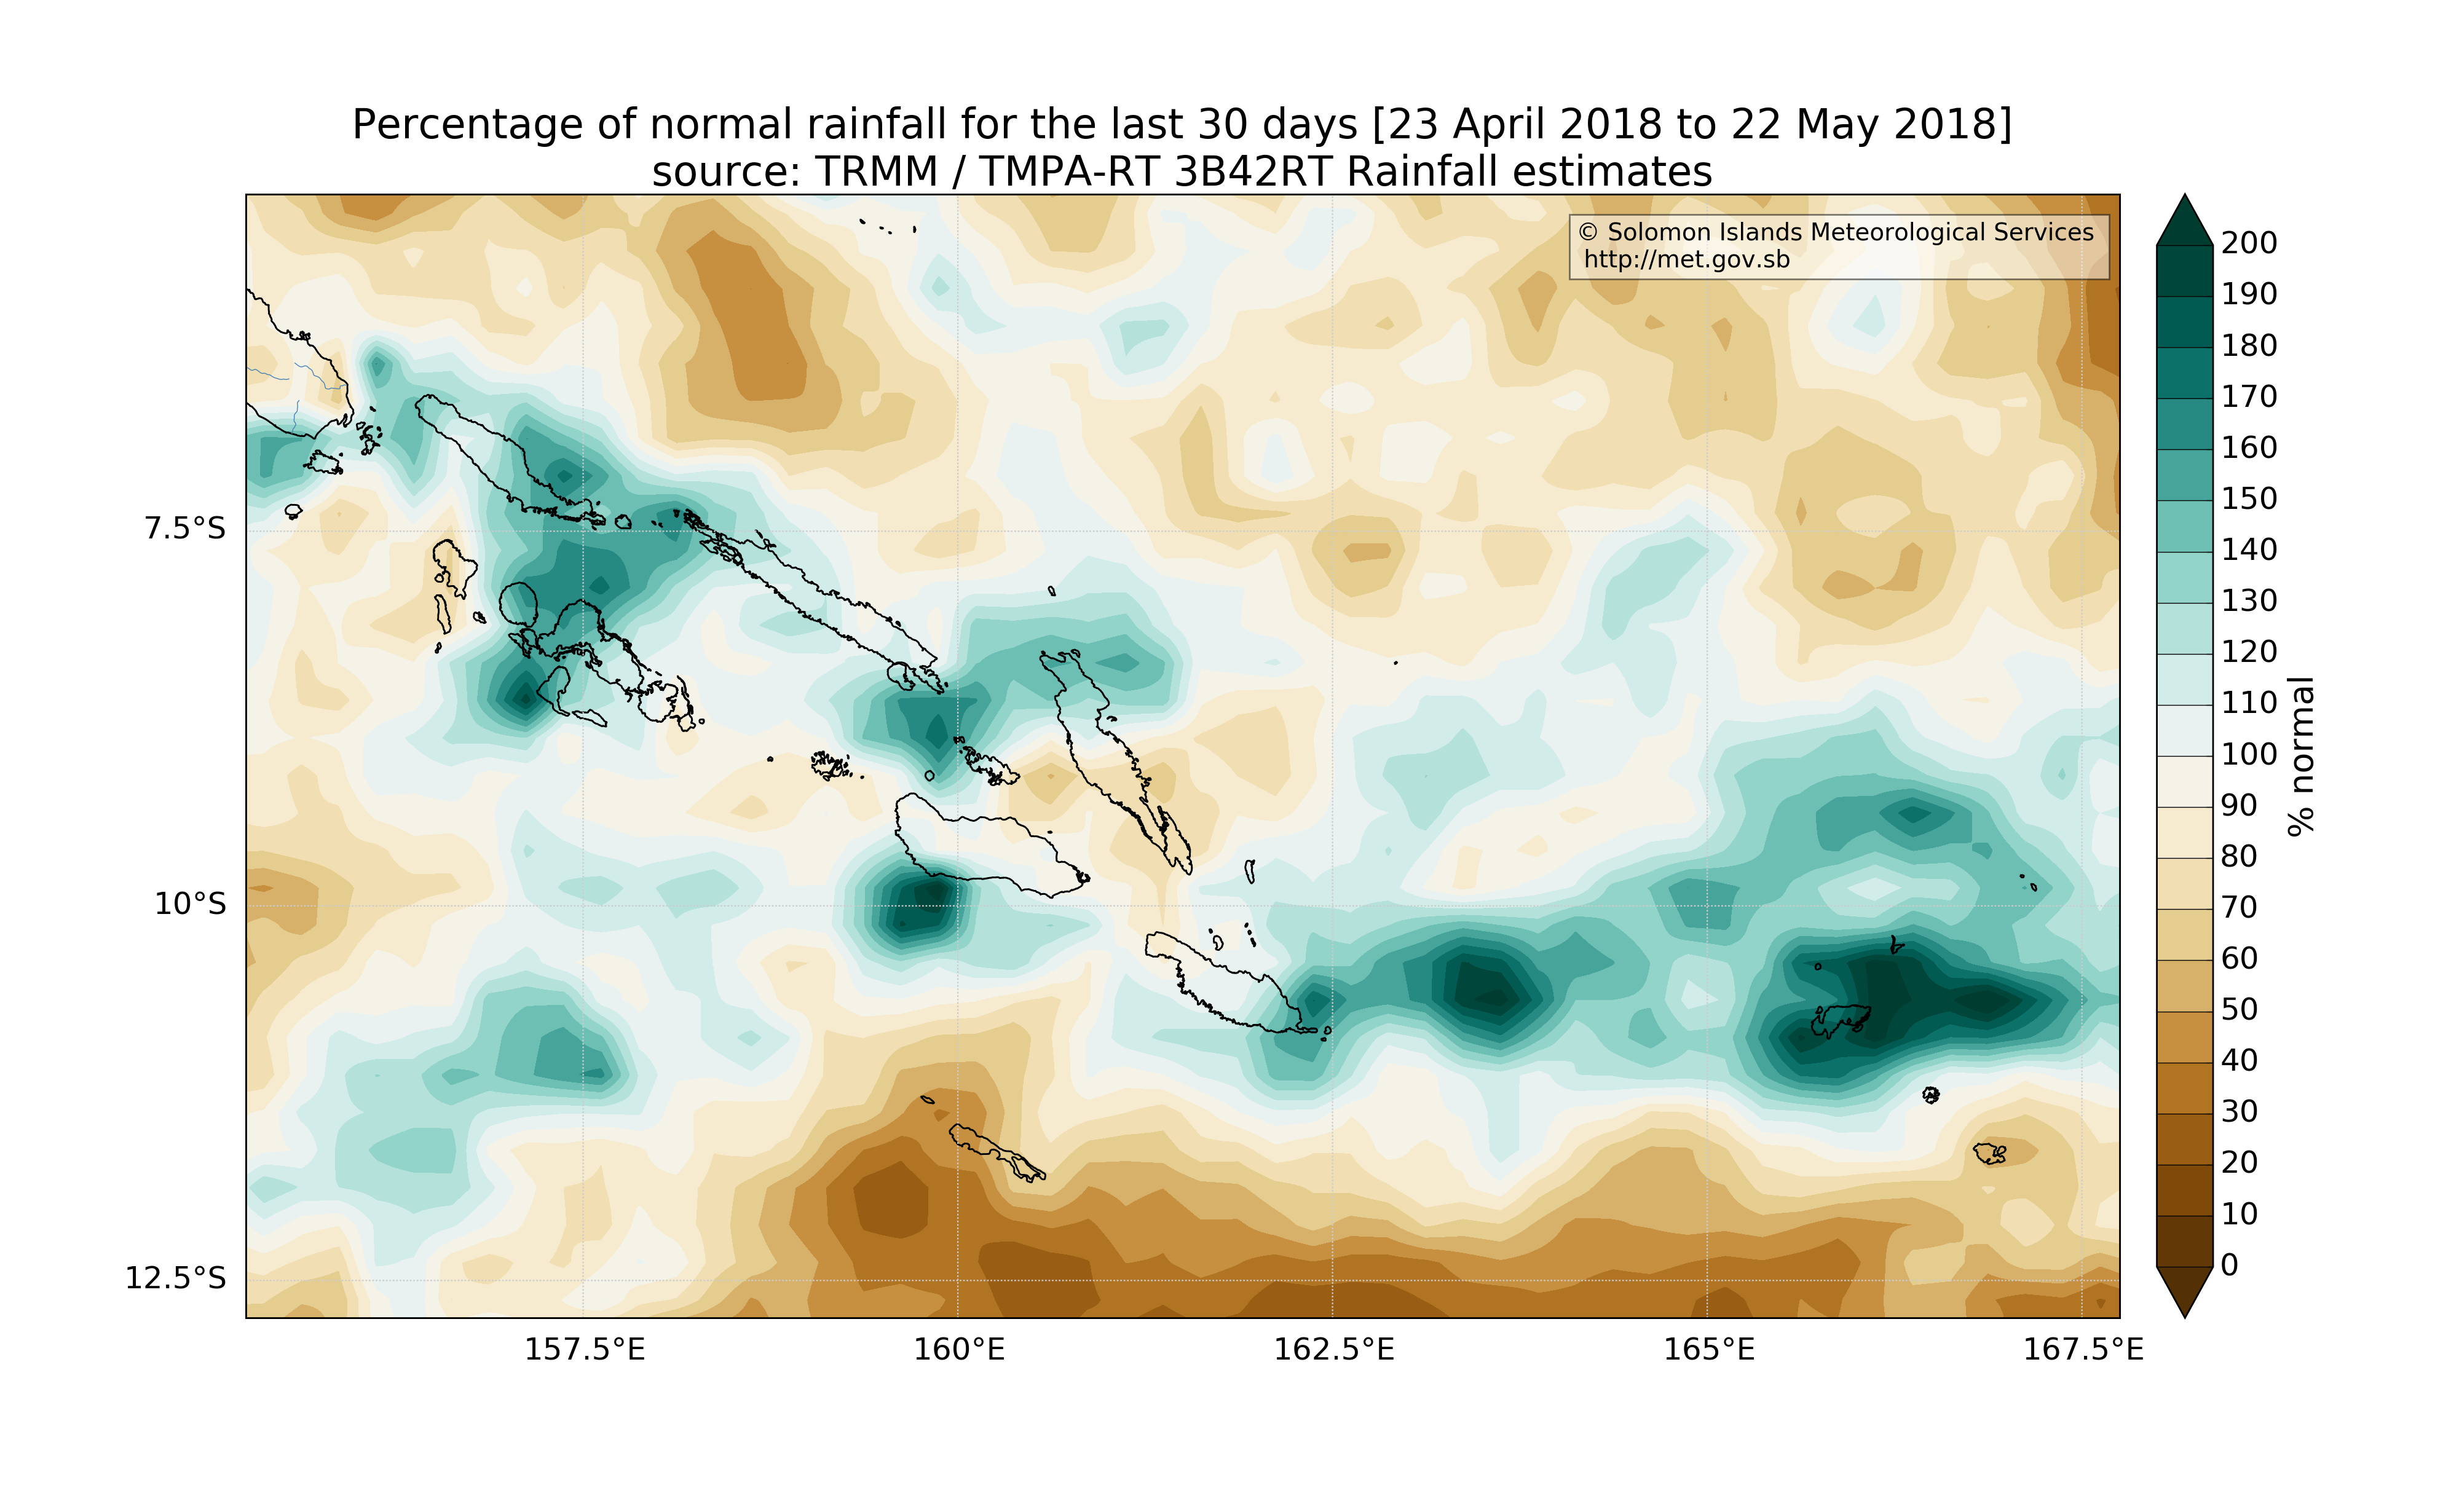 Percentage of normal rainfall for the last 30 days [23 April 2018 to 22 May 2018]
source: TRMM / TMPA-RT 3B42RT Rainfall estimates
© Solomon Islands Meteorological Services
http://met.gov.sb
7.5°S
10°S
12.5°S
157.5°E
160°E
162.5°E
165°E
167.5°E
200
190
180
170
160
150
140
130
120
110
100
90
80
70
60
50
40
30
20
10
0
% normal